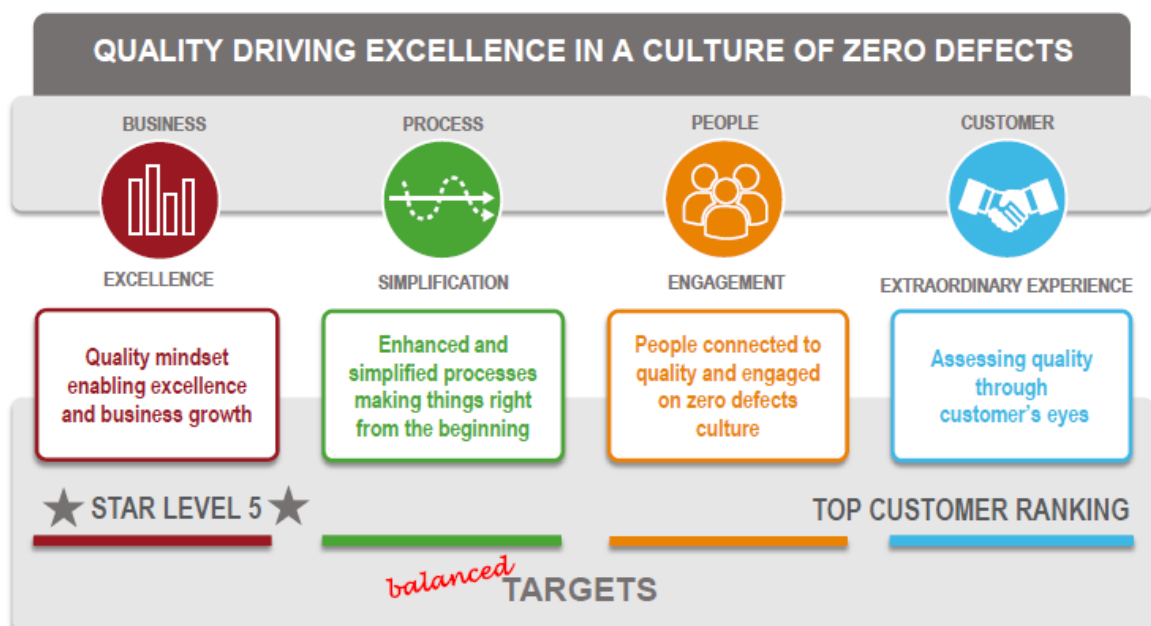 QUALITY DRIVING EXCELLENCE IN A CULTURE OF ZERO DEFECTS
BUSINESS
PROCESS
PEOPLE
CUSTOMER
EXCELLENCE
SIMPLIFICATION
ENGAGEMENT
EXTRAORDINARY EXPERIENCE
Quality mindset
enabling excellence
and business growth
Enhanced and
simplified processes
making things right
from the beginning
People connected to
quality and engaged
on zero defects
culture
Assessing quality
through
customer's eyes
STAR LEVEL 5
TOP CUSTOMER RANKING
balanced
TARGETS